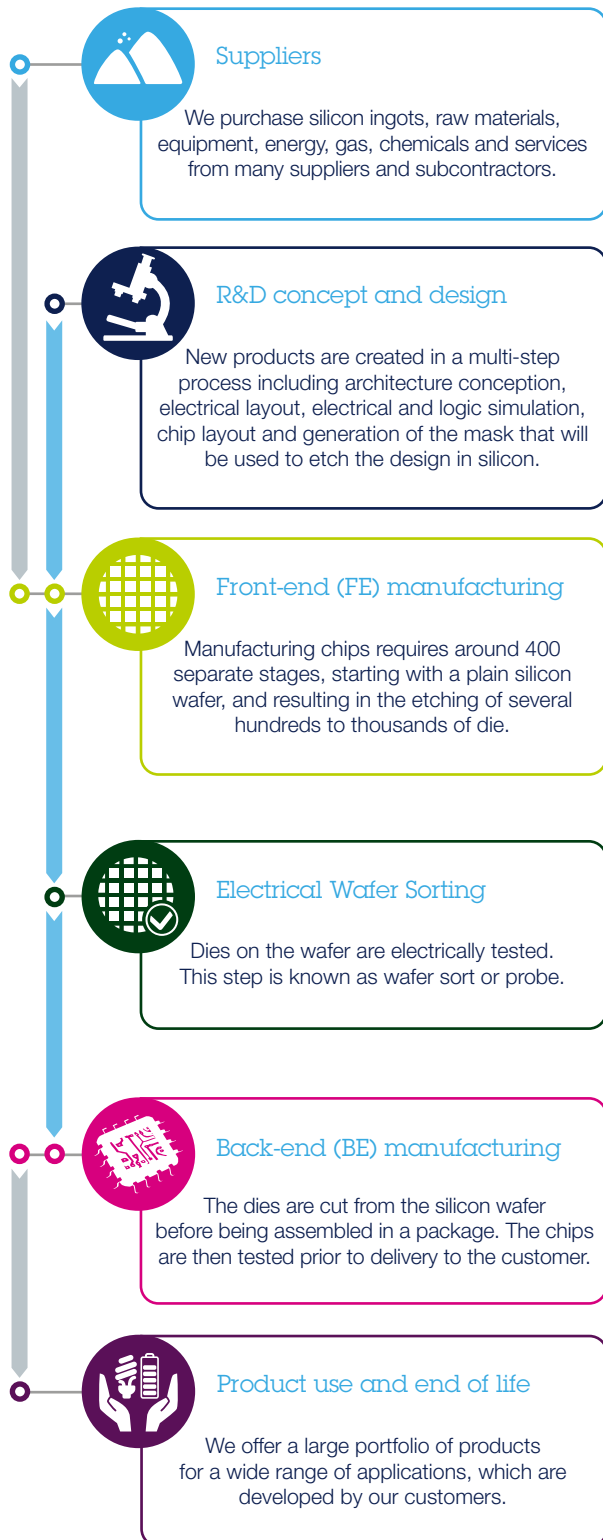 Suppliers
We purchase silicon ingots, raw materials,
equipment, energy, gas, chemicals and services
from many suppliers and subcontractors.
R&D concept and design
New products are created in a multi-step
process including architecture conception,
electrical layout, electrical and logic simulation,
chip layout and generation of the mask that will
be used to etch the design in silicon.
Front-end (FE) manufacturing
Manufacturing chips requires around 400
separate stages, starting with a plain silicon
wafer, and resulting in the etching of several
hundreds to thousands of die.
Electrical Wafer Sorting
Dies on the wafer are electrically tested.
This step is known as wafer sort or probe.
Back-end (BE) manufacturing
The dies are cut from the silicon wafer
before being assembled in a package. The chips
are then tested prior to delivery to the customer.
Product use and end of life
We offer a large portfolio of products
for a wide range of applications, which are
developed by our customers.